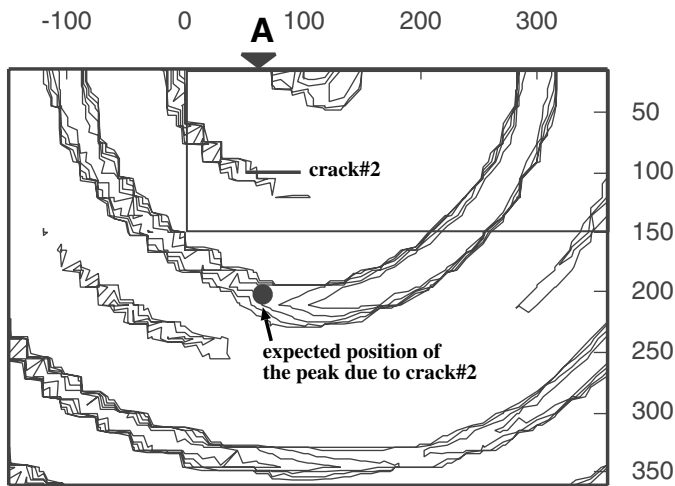 -100 0 A 100 200 300
50
crack#2 100
150
200
expected position of 250
the peak due to crack#2
300
350